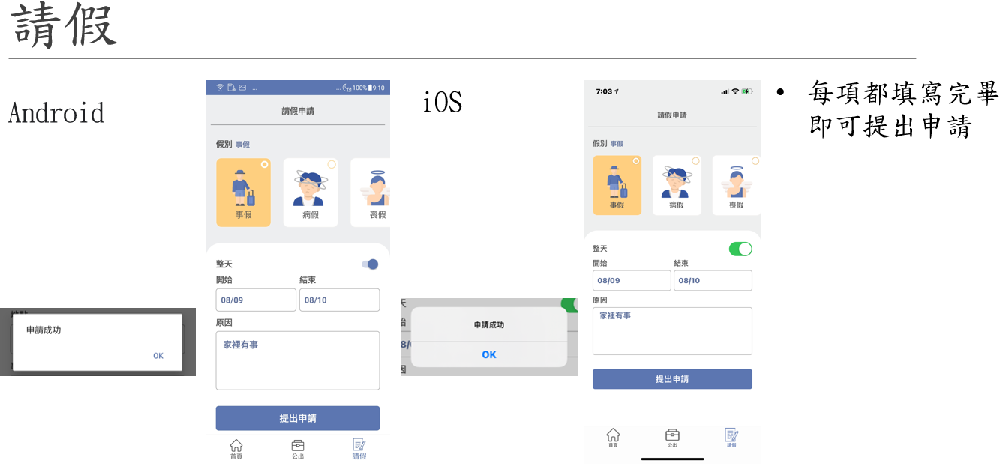 請假
Android
... 100% 9:10
請假申請
假別 事假
事假 病假 喪假
整天
開始 結束
08/09 08/10
原因
家裡有事
提出申請
首頁 公出 請假
申請成功
OK
iOS
申請成功
OK
7:03
請假申請
假別 事假
事假 病假 喪假
整天
開始 結束
08/09 08/10
原因
家裡有事
提出申請
首頁 公出 請假
• 每項都填寫完畢
即可提出申請